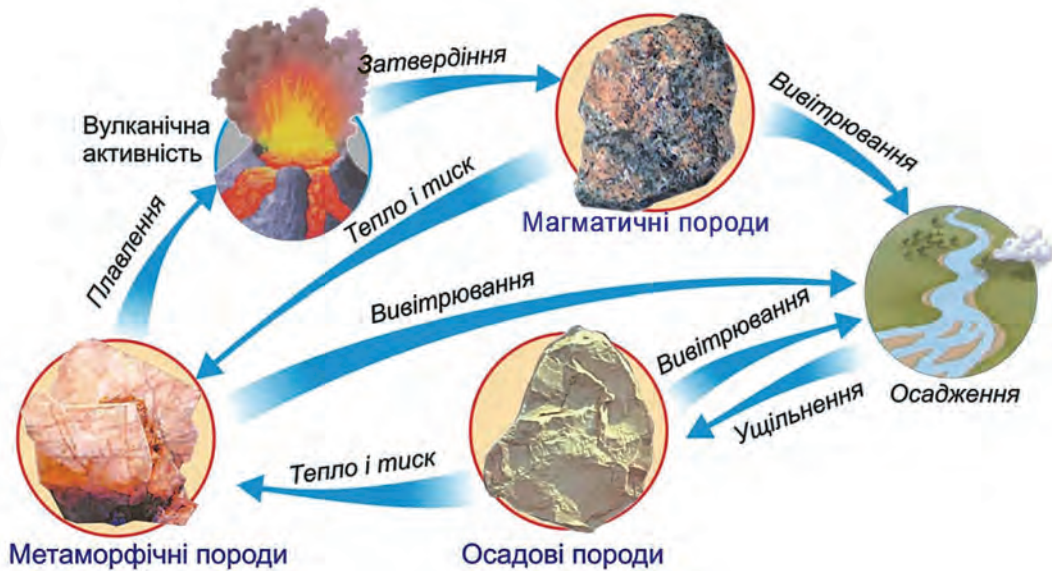 Затвердіння
Вулканічна
активність
Вивітрювання
Тепло і тиск
Магматичні породи
Плавлення
Вивітрювання
Вивітрювання
Осадження
Ущільнення
Тепло і тиск
Метаморфічні породи
Осадові породи